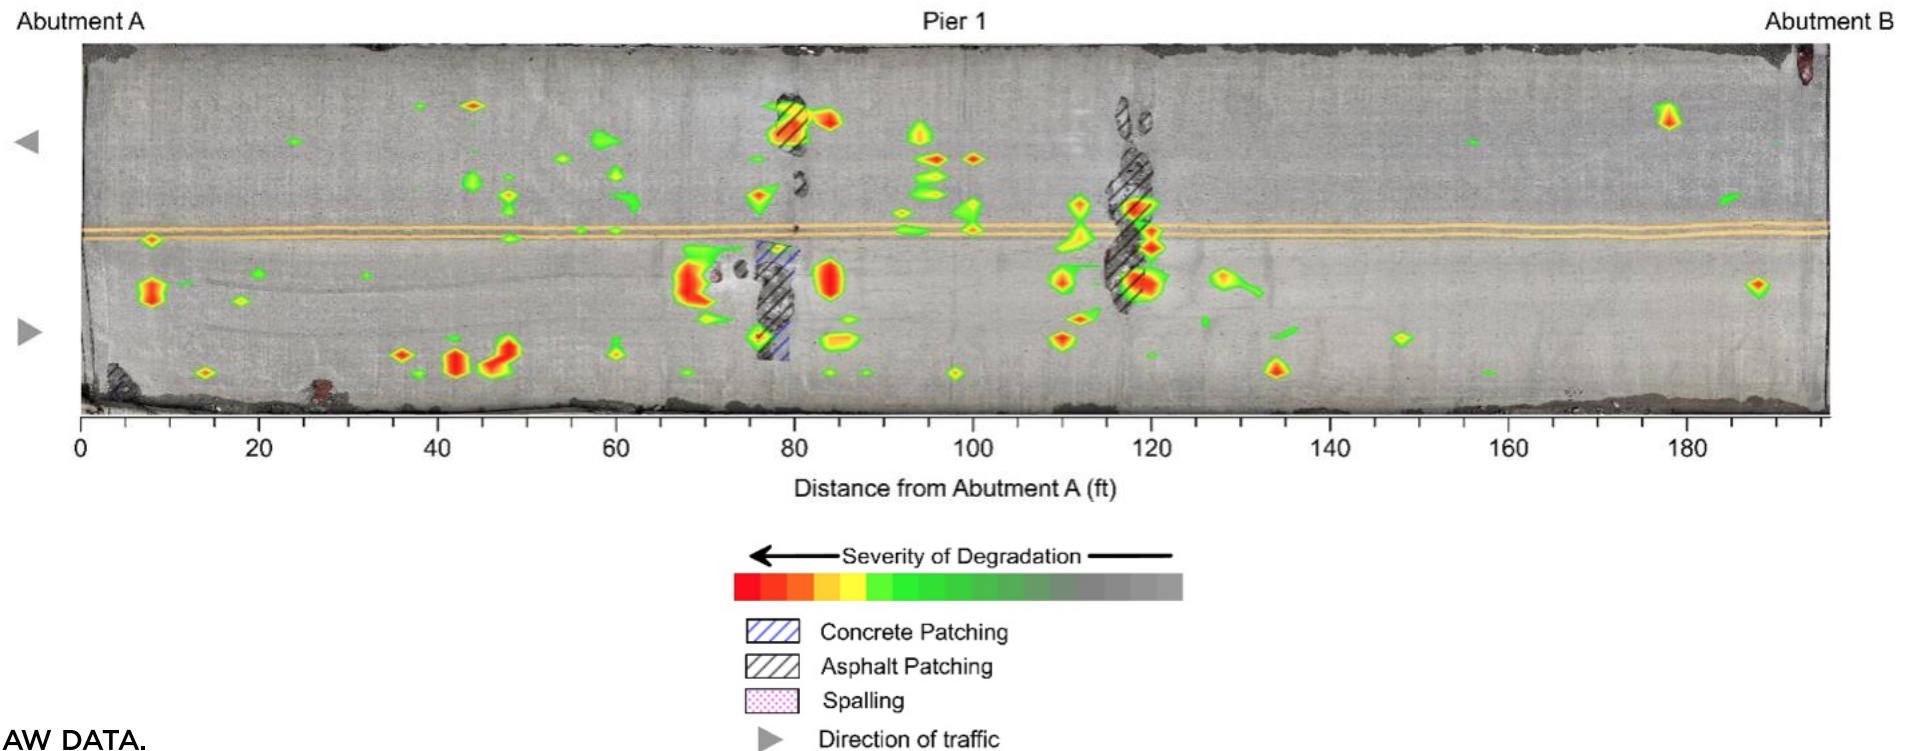 Abutment A Pier 1 Abutment B
0 20 40 60 80 100 120 140 160 180
Distance from Abutment A (ft)
Severity of Degradation
Concrete Patching
Asphalt Patching
Spalling
Direction of traffic
AW DATA.